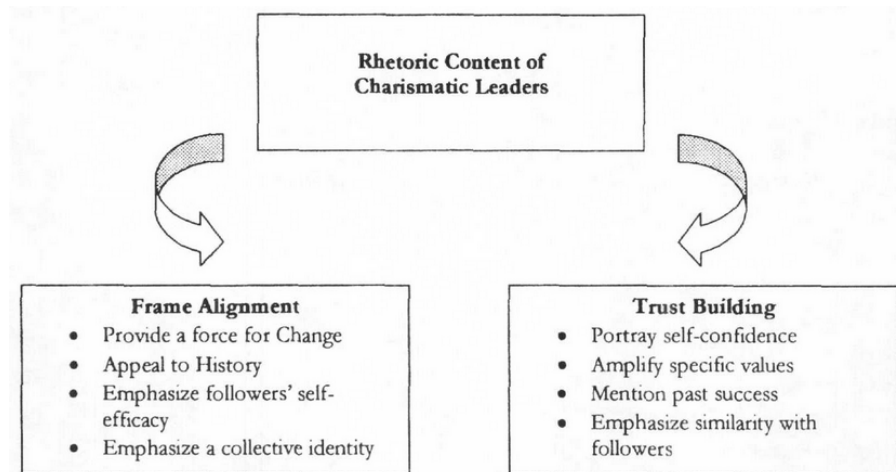 Rhetoric Content of
Charismatic Leaders
Frame Alignment
• Provide a force for Change
• Appeal to History
• Emphasize followers' self-
efficacy
• Emphasize a collective identity
Trust Building
• Portray self-confidence
• Amplify specific values
• Mention past success
• Emphasize similarity with
followers